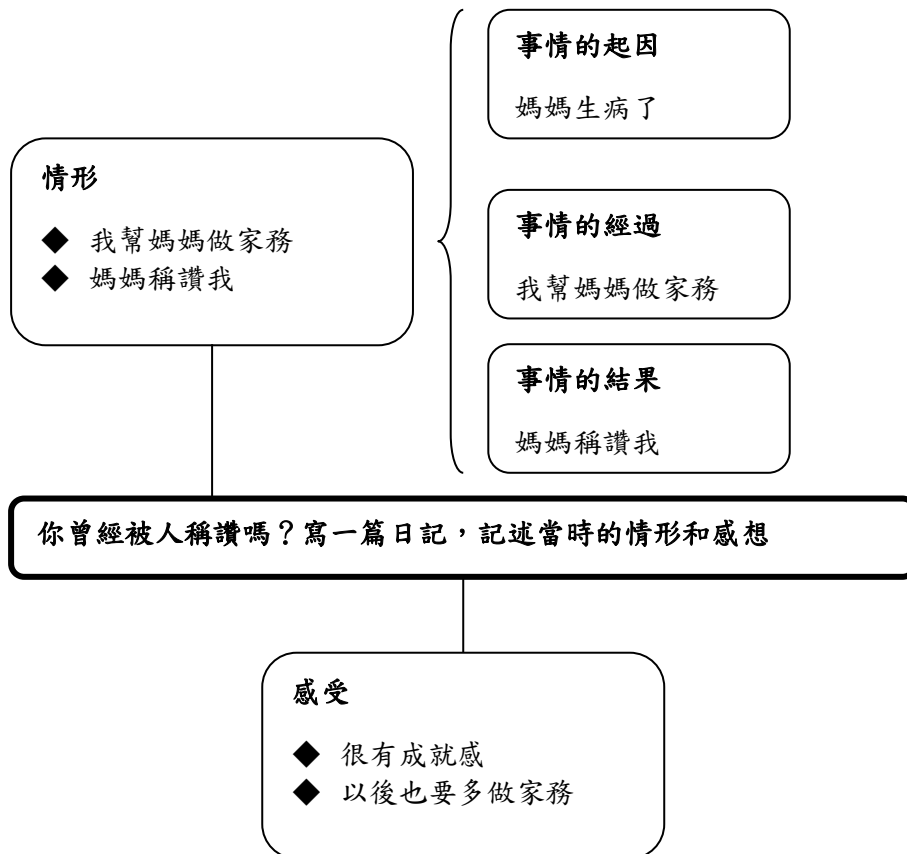 情形
◆ 我幫媽媽做家務
◆ 媽媽稱讚我
事情的起因
媽媽生病了
事情的經過
我幫媽媽做家務
事情的結果
媽媽稱讚我
你曾經被人稱讚嗎？寫一篇日記，記述當時的情形和感想
感受
◆ 很有成就感
◆ 以後也要多做家務